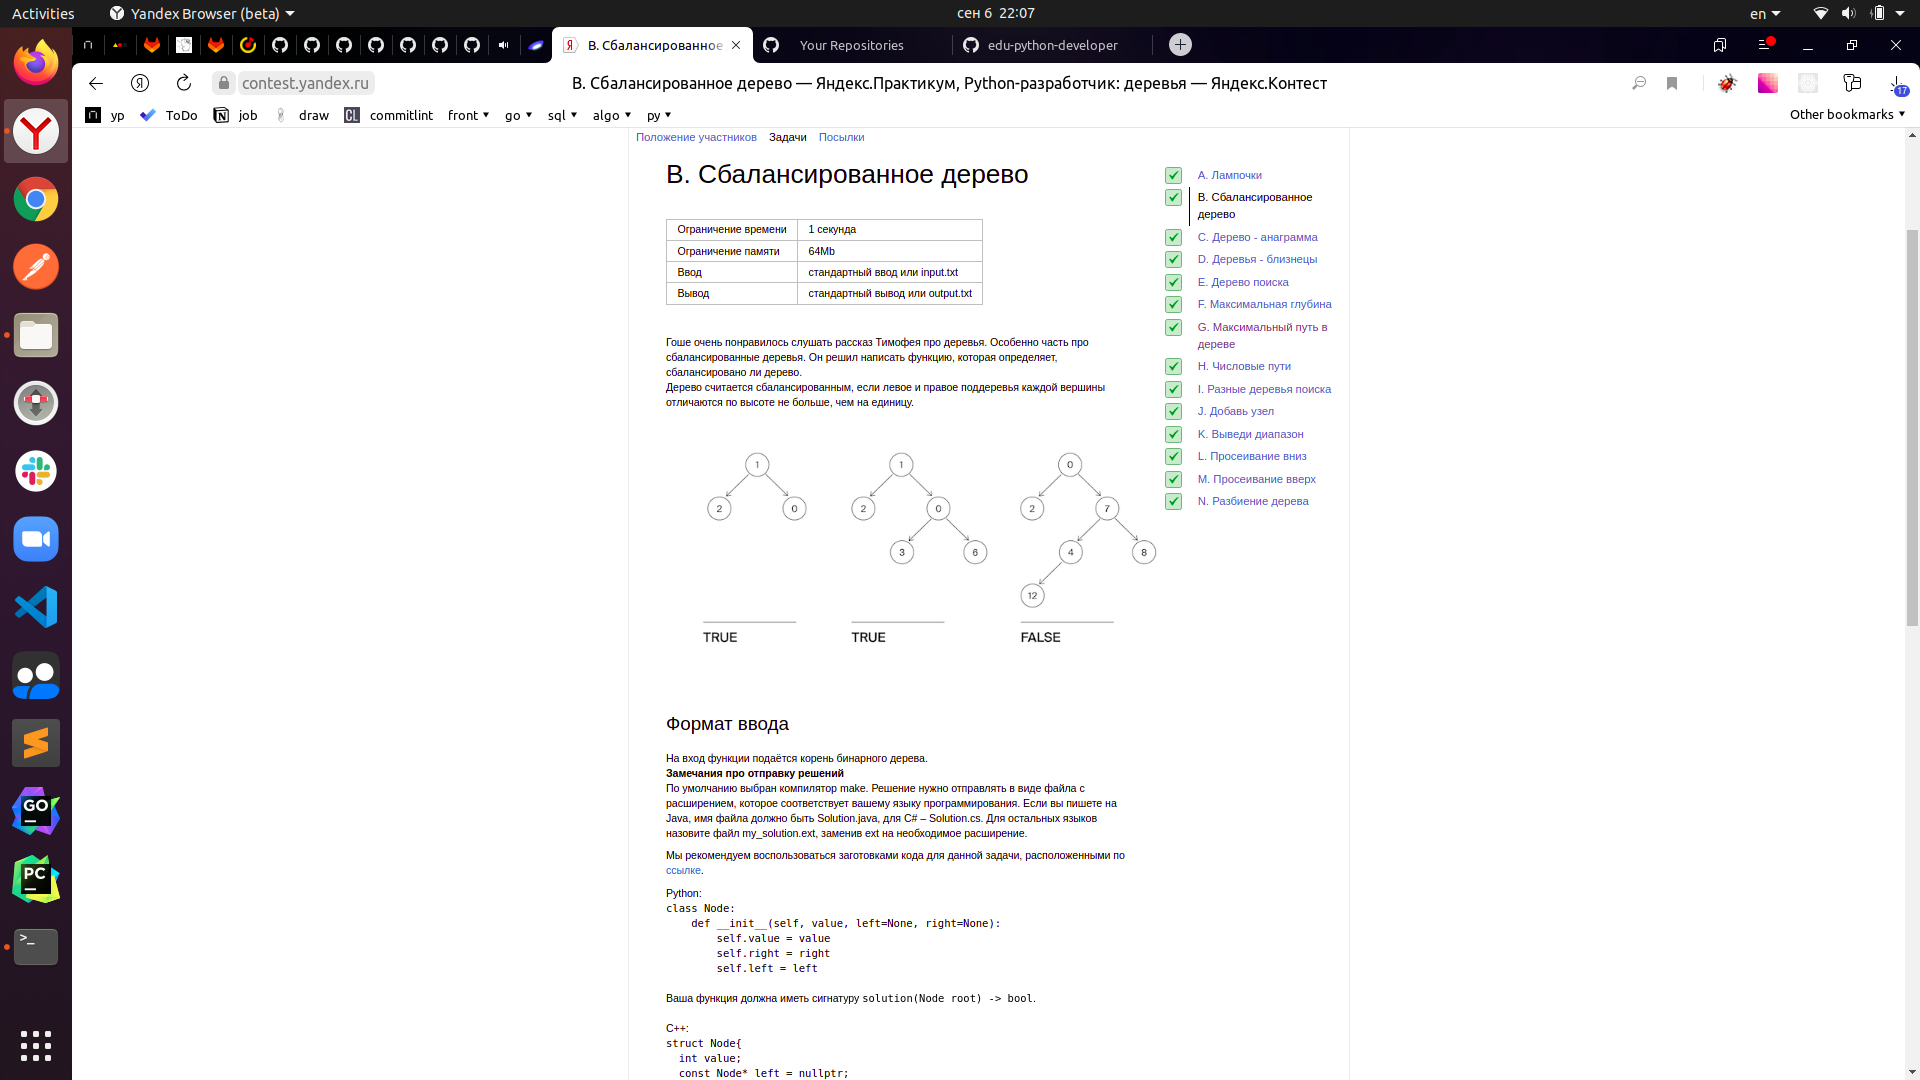 Activities
Yandex Browser (beta)
сен 6 22:07
en
В. Сбалансированное
Your Repositories
edu-python-developer
contest.yandex.ru
В. Сбалансированное дерево — Яндекс.Практикум, Python-разработчик: деревья — Яндекс.Контест
17
yp
ToDo
job
draw
CL
commitlint
front
go
sql
algo
py
Other bookmarks
Положение участников
Задачи
Посылки
В. Сбалансированное дерево
Ограничение времени 1 секунда
Ограничение памяти 64Mb
Ввод стандартный ввод или input.txt
Вывод стандартный вывод или output.txt
Гоше очень понравилось слушать рассказ Тимофея про деревья. Особенно часть про
сбалансированные деревья. Он решил написать функцию, которая определяет,
сбалансировано ли дерево.
Дерево считается сбалансированным, если левое и правое поддеревья каждой вершины
отличаются по высоте не больше, чем на единицу.
1 1 0
2 0 2 0 2 7
3 6 4 8
12
TRUE TRUE FALSE
Формат ввода
На вход функции подаётся корень бинарного дерева.
Замечания про отправку решений
По умолчанию выбран компилятор make. Решение нужно отправлять в виде файла с
расширением, которое соответствует вашему языку программирования. Если вы пишете на
Java, имя файла должно быть Solution.java, для C# – Solution.cs. Для остальных языков
назовите файл my_solution.ext, заменив ext на необходимое расширение.
Мы рекомендуем воспользоваться заготовками кода для данной задачи, расположенными по
ссылке.
Python:
class Node:
    def __init__(self, value, left=None, right=None):
        self.value = value
        self.right = right
        self.left = left
Ваша функция должна иметь сигнатуру solution(Node root) -> bool.
C++:
struct Node{
  int value;
  const Node* left = nullptr;
A. Лампочки
B. Сбалансированное
дерево
C. Дерево - анаграмма
D. Деревья - близнецы
E. Дерево поиска
F. Максимальная глубина
G. Максимальный путь в
дереве
H. Числовые пути
I. Разные деревья поиска
J. Добавь узел
K. Выведи диапазон
L. Просеивание вниз
M. Просеивание вверх
N. Разбиение дерева
GO
PC